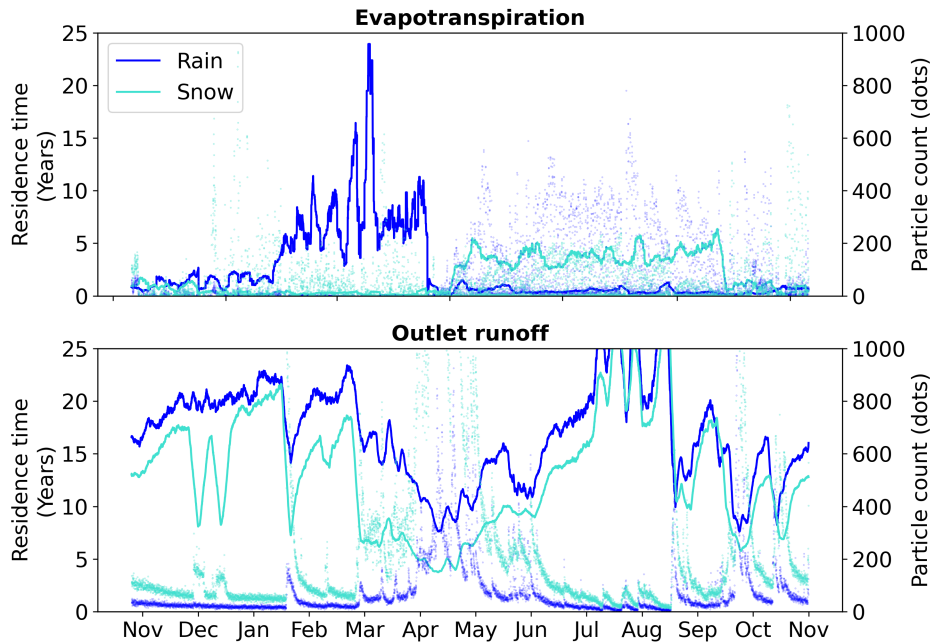 Evapotranspiration
25
20
15
10
5
0
Residence time
(Years)
Rain
Snow
1000
800
600
400
200
0
Particle count (dots)
Outlet runoff
25
20
15
10
5
0
Residence time
(Years)
1000
800
600
400
200
0
Particle count (dots)
Nov Dec Jan Feb Mar Apr May Jun Jul Aug Sep Oct Nov